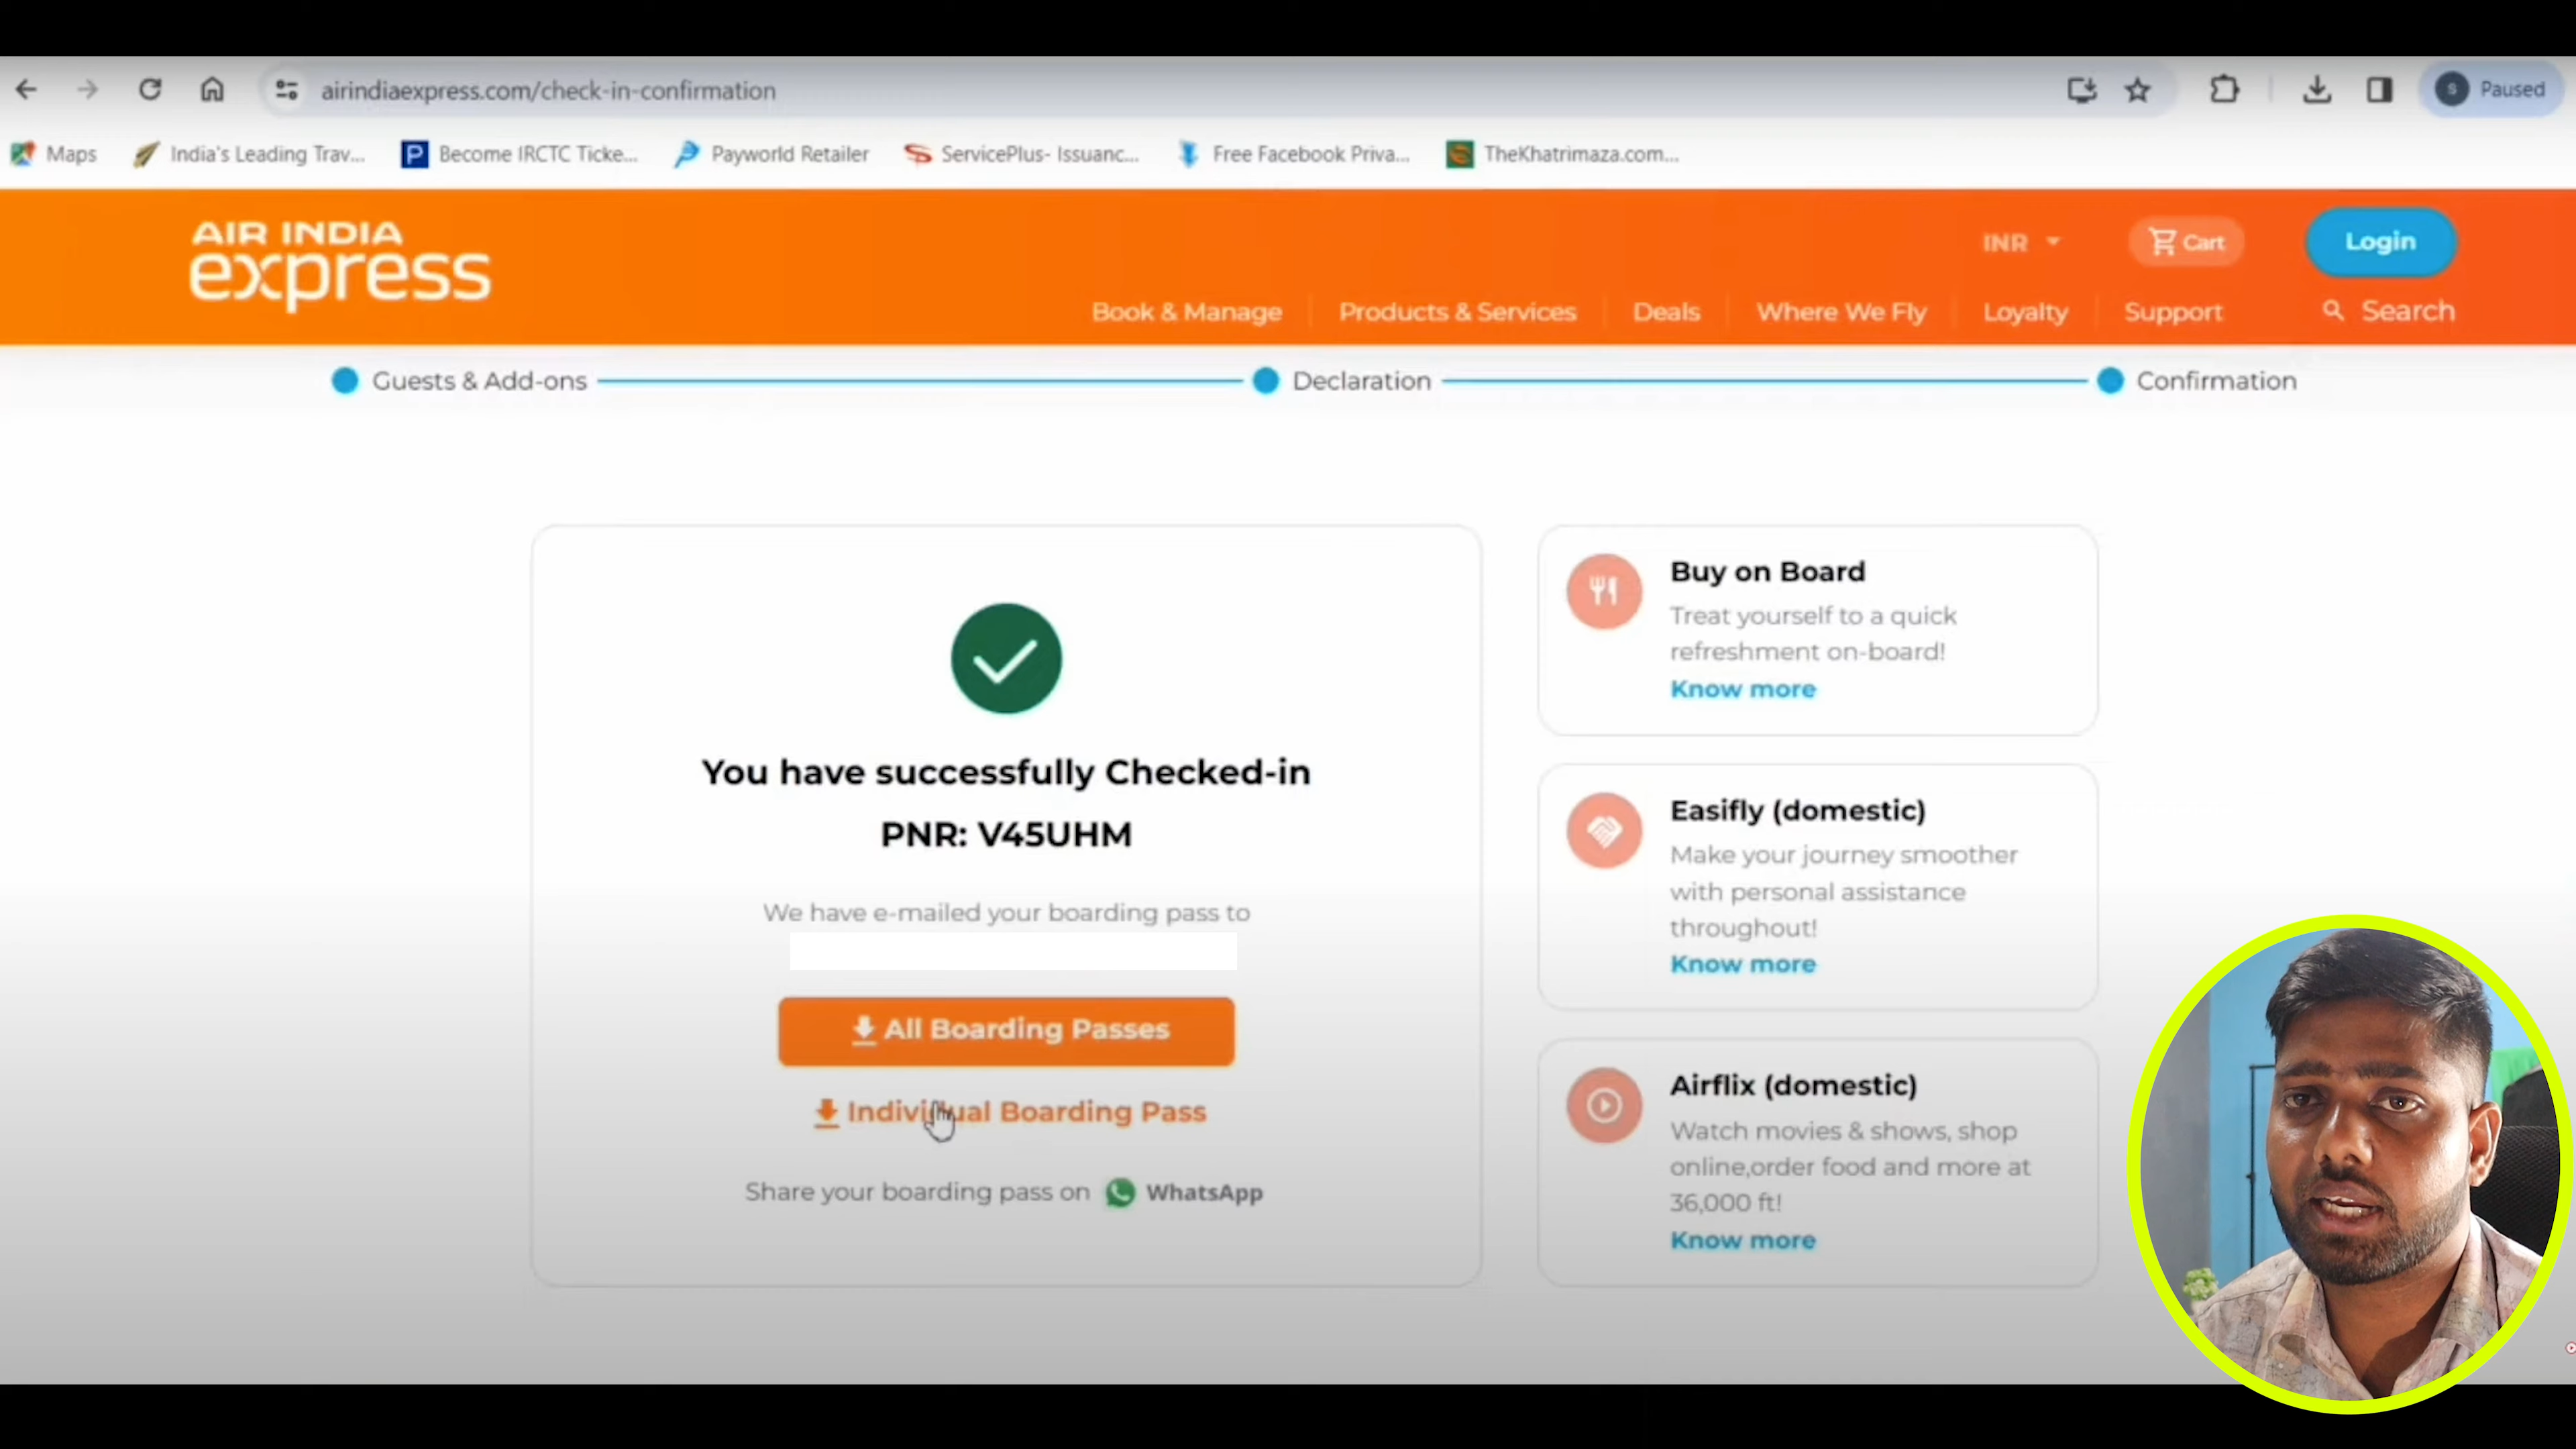 airindiaexpress.com/check-in-confirmation
S
Paused
Maps
India's Leading Trav...
Become IRCTC Ticke...
Payworld Retailer
ServicePlus- Issuanc...
Free Facebook Priva...
TheKhatrimaza.com...
AIR INDIA
express
INR
Cart
Login
Book & Manage
Products & Services
Deals
Where We Fly
Loyalty
Support
Search
Guests & Add-ons
Declaration
Confirmation
You have successfully Checked-in
PNR: V45UHM
We have e-mailed your boarding pass to
All Boarding Passes
Individual Boarding Pass
Share your boarding pass on WhatsApp
Buy on Board
Treat yourself to a quick
refreshment on-board!
Know more
Easifly (domestic)
Make your journey smoother
with personal assistance
throughout!
Know more
Airflix (domestic)
Watch movies & shows, shop
online,order food and more at
36,000 ft!
Know more